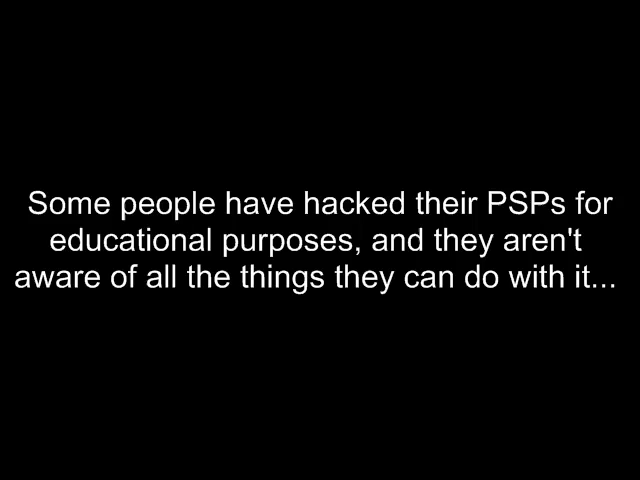 Some people have hacked their PSPs for
educational purposes, and they aren't
aware of all the things they can do with it...